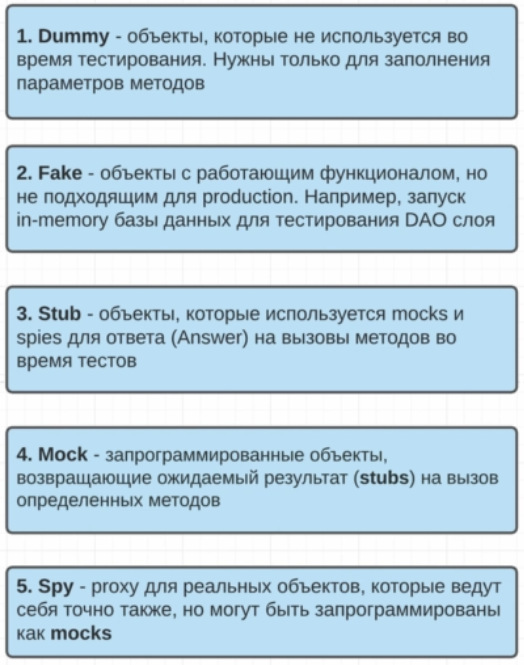 1. Dummy - объекты, которые не используется во
время тестирования. Нужны только для заполнения
параметров методов
2. Fake - объекты с работающим функционалом, но
не подходящим для production. Например, запуск
in-memory базы данных для тестирования DAO слоя
3. Stub - объекты, которые используется mocks и
spies для ответа (Answer) на вызовы методов во
время тестов
4. Mock - запрограммированные объекты,
возвращающие ожидаемый результат (stubs) на вызов
определенных методов
5. Spy - proxy для реальных объектов, которые ведут
себя точно также, но могут быть запрограммированы
как mocks